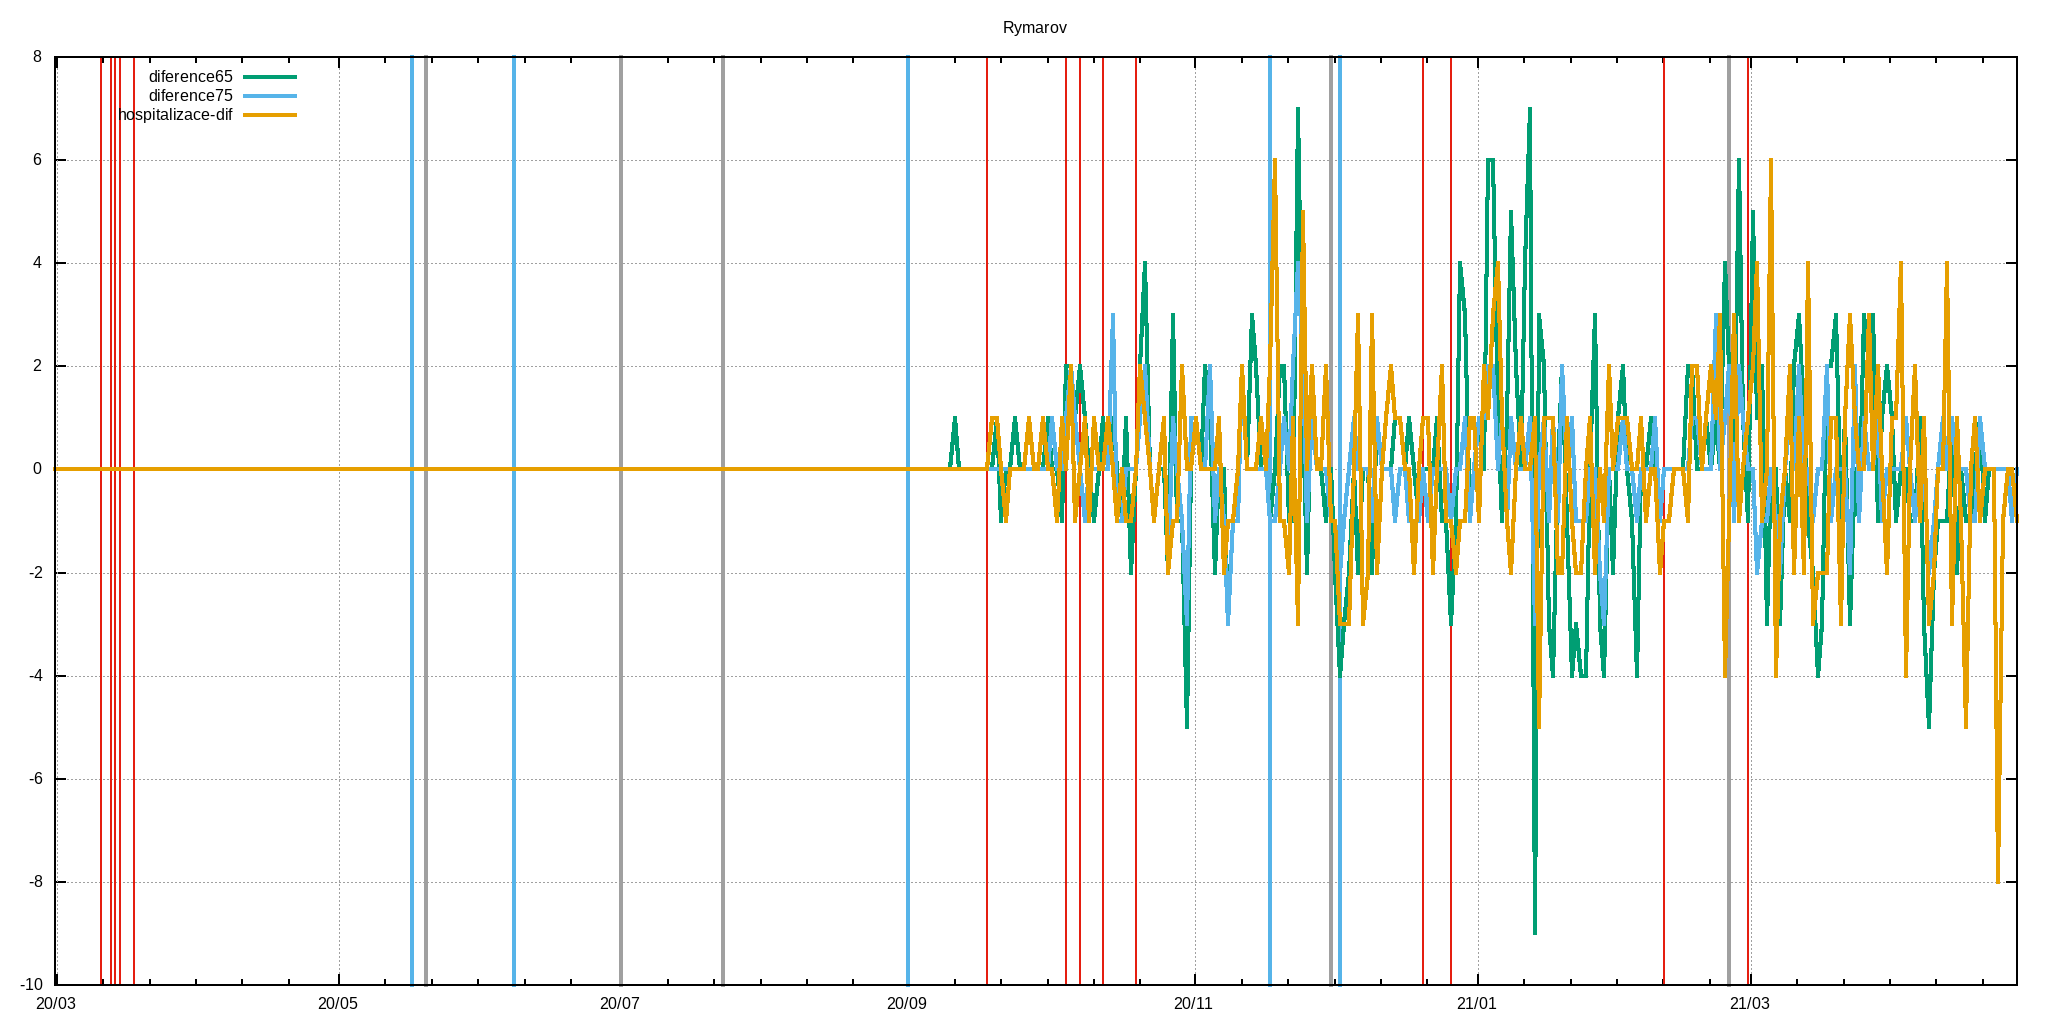 Rymarov
diference65
diference75
hospitalizace-dif
8
6
4
2
0
-2
-4
-6
-8
-10
20/03 20/05 20/07 20/09 20/11 21/01 21/03